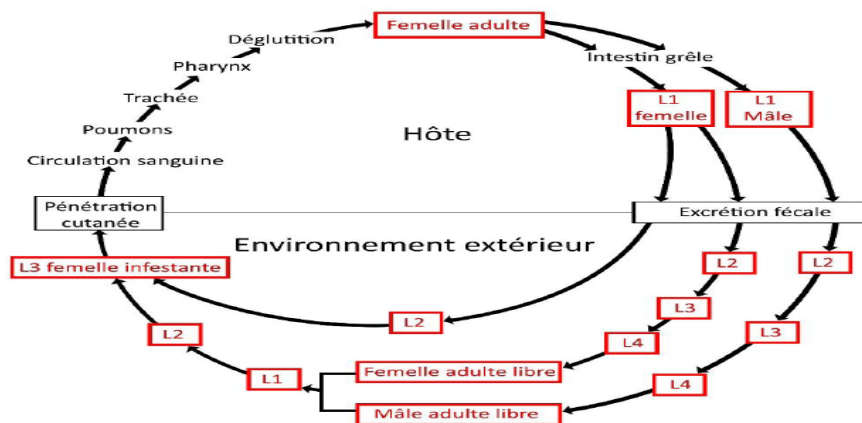 Femelle adulte
Déglutition
Pharynx
Trachée
Poumons
Circulation sanguine
Pénétration
cutanée
Intestin grêle
L1
femelle
L1
Mâle
Hôte
Excrétion fécale
Environnement extérieur
L3 femelle infestante
L2
L2
L2
L3
L3
L2
L4
L1
Femelle adulte libre
L4
Mâle adulte libre